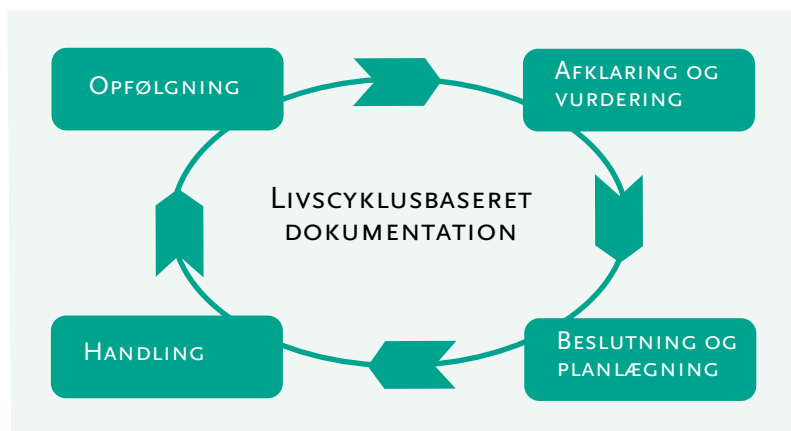 Opfølgning
Afklaring og
vurdering
Livscyklusbaseret
dokumentation
Handling
Beslutning og
planlægning